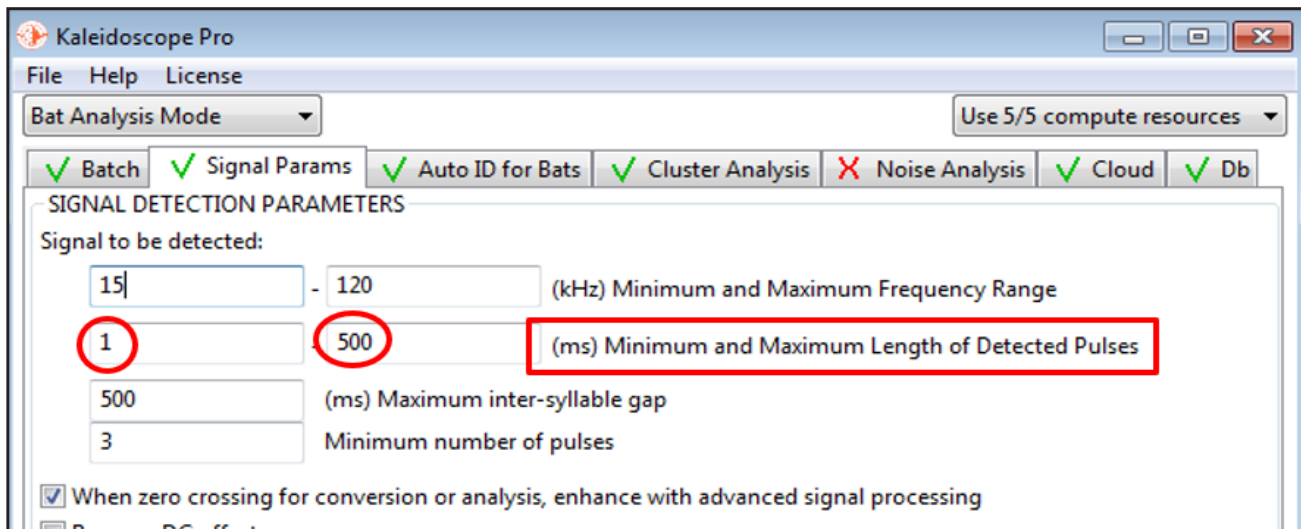 Kaleidoscope Pro
File Help License
Bat Analysis Mode Use 5/5 compute resources
Batch Signal Params Auto ID for Bats Cluster Analysis Noise Analysis Cloud Db
SIGNAL DETECTION PARAMETERS
Signal to be detected:
15 - 120 (kHz) Minimum and Maximum Frequency Range
1 - 500 (ms) Minimum and Maximum Length of Detected Pulses
500 (ms) Maximum inter-syllable gap
3 Minimum number of pulses
When zero crossing for conversion or analysis, enhance with advanced signal processing